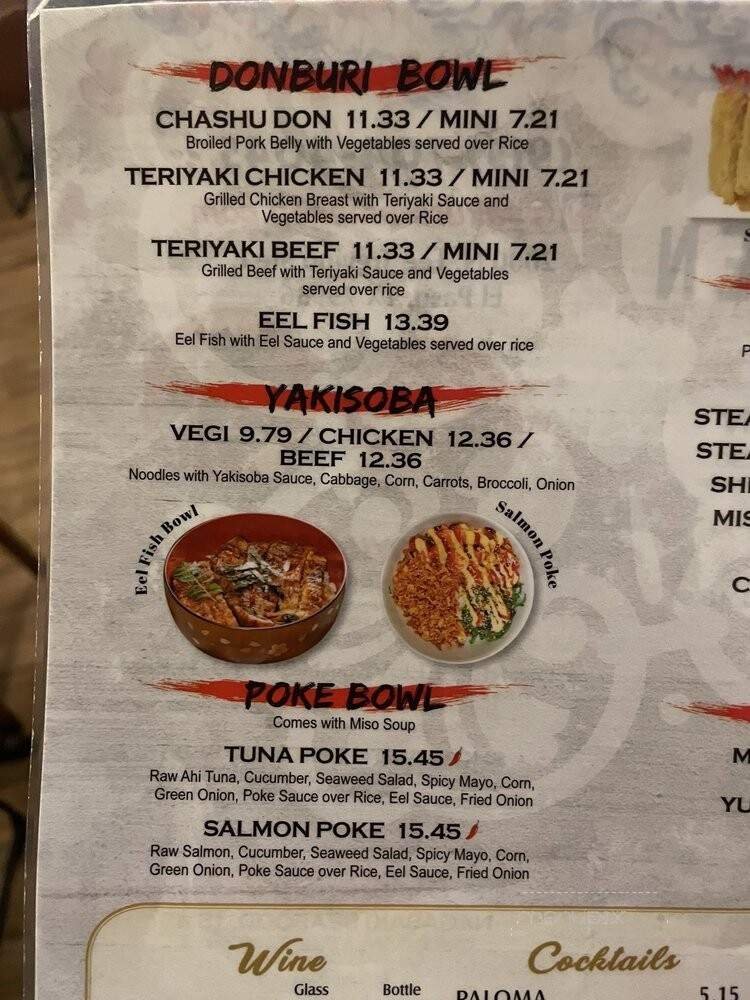 DONBURI BOWL
CHASHU DON 11.33 / MINI 7.21
Broiled Pork Belly with Vegetables served over Rice
TERIYAKI CHICKEN 11.33 / MINI 7.21
Grilled Chicken Breast with Teriyaki Sauce and
Vegetables served over Rice
TERIYAKI BEEF 11.33 / MINI 7.21
Grilled Beef with Teriyaki Sauce and Vegetables
served over rice
EEL FISH 13.39
Eel Fish with Eel Sauce and Vegetables served over rice
YAKISOBA
VEGI 9.79 / CHICKEN 12.36 /
BEEF 12.36
Noodles with Yakisoba Sauce, Cabbage, Corn, Carrots, Broccoli, Onion
Eel Fish Bowl
Salmon Poke
POKE BOWL
Comes with Miso Soup
TUNA POKE 15.45
Raw Ahi Tuna, Cucumber, Seaweed Salad, Spicy Mayo, Corn,
Green Onion, Poke Sauce over Rice, Eel Sauce, Fried Onion
SALMON POKE 15.45
Raw Salmon, Cucumber, Seaweed Salad, Spicy Mayo, Corn,
Green Onion, Poke Sauce over Rice, Eel Sauce, Fried Onion
Wine
Glass Bottle
Cocktails
PALOMA 5.15